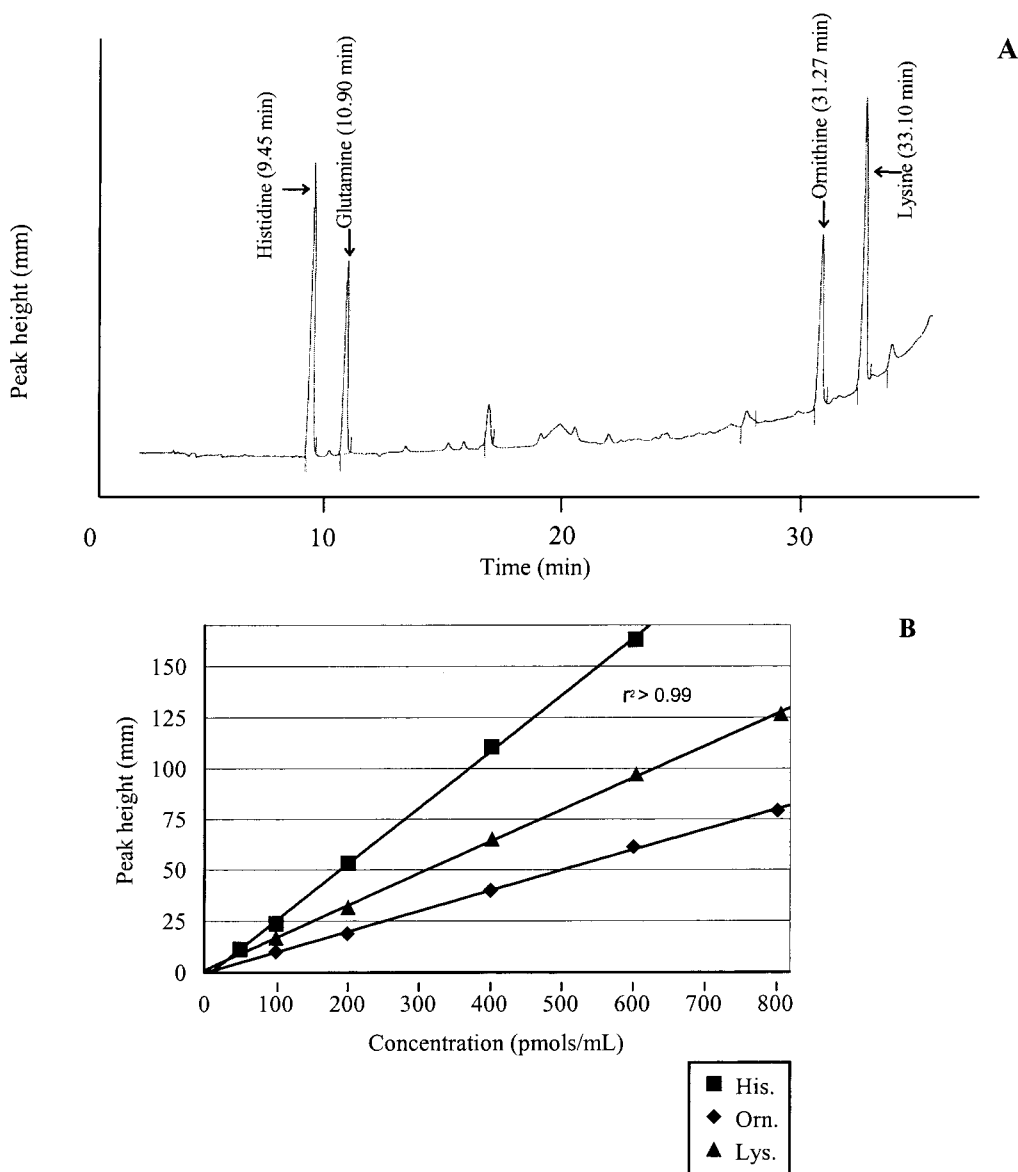 A
Peak height (mm)
Histidine (9.45 min)
Glutamine (10.90 min)
Ornithine (31.27 min)
Lysine (33.10 min)
0
10
20
30
Time (min)
B
Peak height (mm)
150
125
100
75
50
25
0
r² > 0.99
0 100 200 300 400 500 600 700 800
Concentration (pmols/mL)
His.
Orn.
Lys.